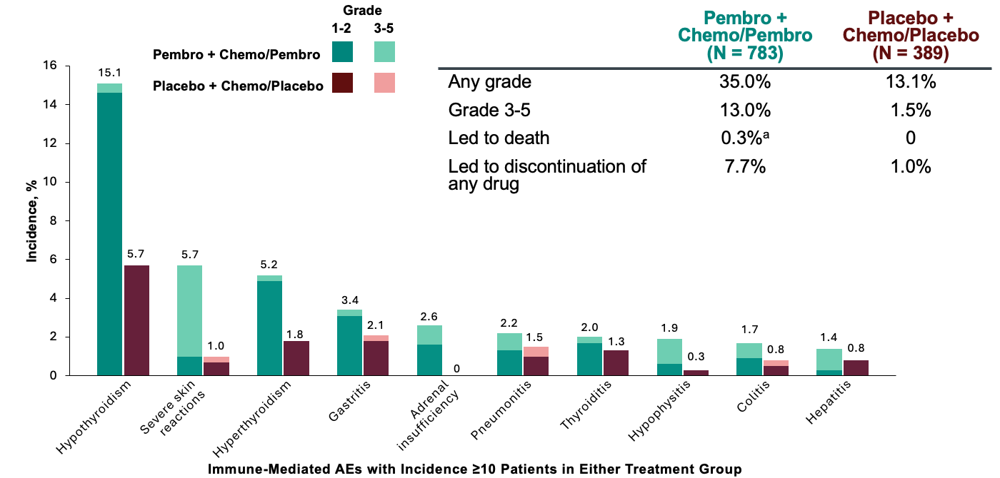 Grade
1-2 3-5
Pembro + Chemo/Pembro
Placebo + Chemo/Placebo
Pembro +
Chemo/Pembro
(N = 783)
Placebo +
Chemo/Placebo
(N = 389)
Any grade 35.0% 13.1%
Grade 3-5 13.0% 1.5%
Led to death 0.3%ª 0
Led to discontinuation of
any drug
7.7% 1.0%
Incidence, %
16
14
12
10
8
6
4
2
0
15.1 5.7
5.7 1.0
5.2 1.8
3.4 2.1
2.6 0
2.2 1.5
2.0 1.3
1.9 0.3
1.7 0.8
1.4 0.8
Hypothyroidism
Severe skin
reactions
Hyperthyroidism
Gastritis
Adrenal
insufficiency
Pneumonitis
Thyroiditis
Hypophysitis
Colitis
Hepatitis
Immune-Mediated AEs with Incidence ≥10 Patients in Either Treatment Group